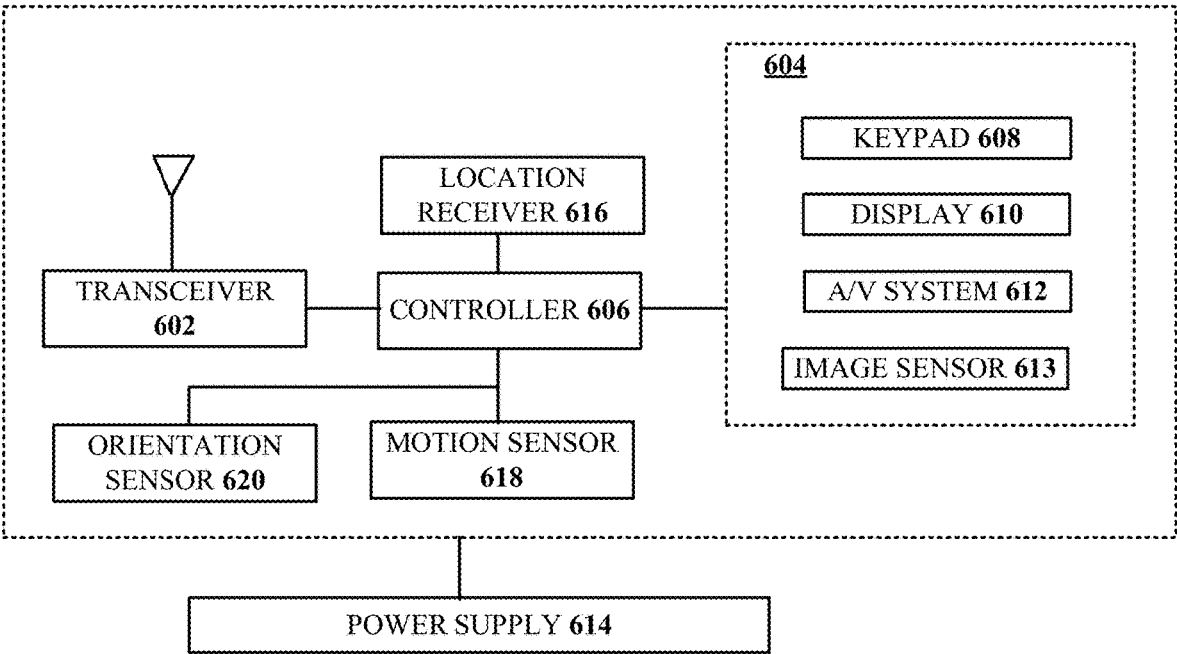 604
KEYPAD 608
LOCATION
RECEIVER 616
DISPLAY 610
TRANSCEIVER
602
CONTROLLER 606
A/V SYSTEM 612
IMAGE SENSOR 613
ORIENTATION
SENSOR 620
MOTION SENSOR
618
POWER SUPPLY 614